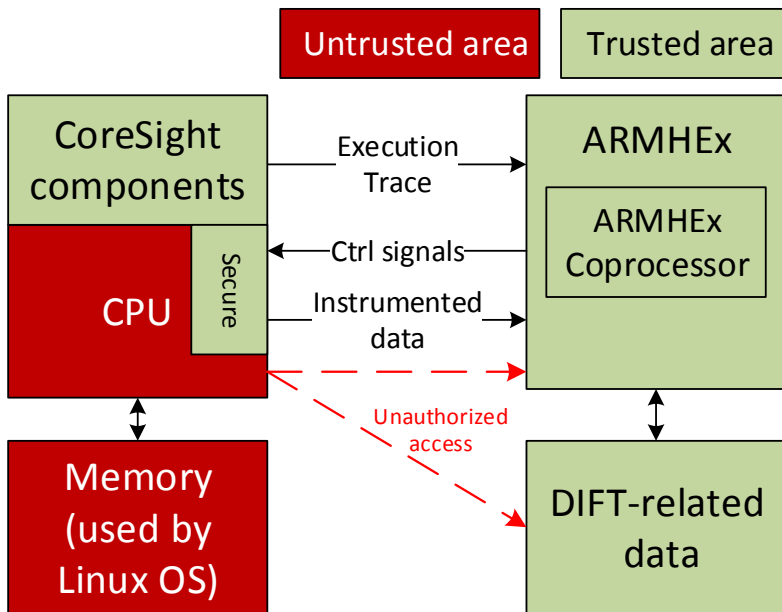 Untrusted area
Trusted area
CoreSight
components
Execution
Trace
ARMHEx
ARMHEx
Coprocessor
Ctrl signals
Secure
CPU
Instrumented
data
Unauthorized
access
Memory
(used by
Linux OS)
DIFT-related
data